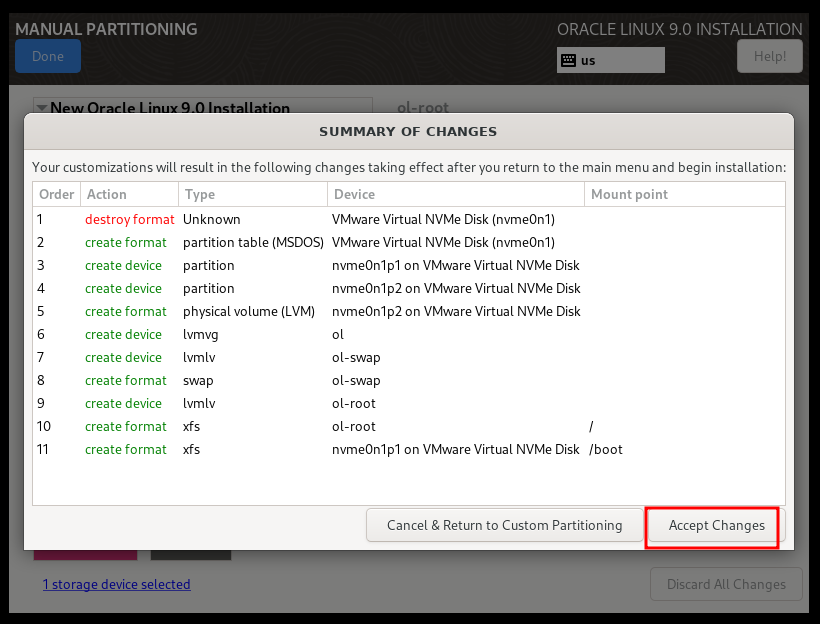 MANUAL PARTITIONING
ORACLE LINUX 9.0 INSTALLATION
Done
us
Help!
New Oracle Linux 9.0 Installation
ol-root
SUMMARY OF CHANGES
Your customizations will result in the following changes taking effect after you return to the main menu and begin installation:
Order Action Type Device Mount point
1 destroy format Unknown VMware Virtual NVMe Disk (nvme0n1)
2 create format partition table (MSDOS) VMware Virtual NVMe Disk (nvme0n1)
3 create device partition nvme0n1p1 on VMware Virtual NVMe Disk
4 create device partition nvme0n1p2 on VMware Virtual NVMe Disk
5 create format physical volume (LVM) nvme0n1p2 on VMware Virtual NVMe Disk
6 create device lvmvg ol
7 create device lvmlv ol-swap
8 create format swap ol-swap
9 create device lvmlv ol-root
10 create format xfs ol-root /
11 create format xfs nvme0n1p1 on VMware Virtual NVMe Disk /boot
Cancel & Return to Custom Partitioning
Accept Changes
1 storage device selected
Discard All Changes